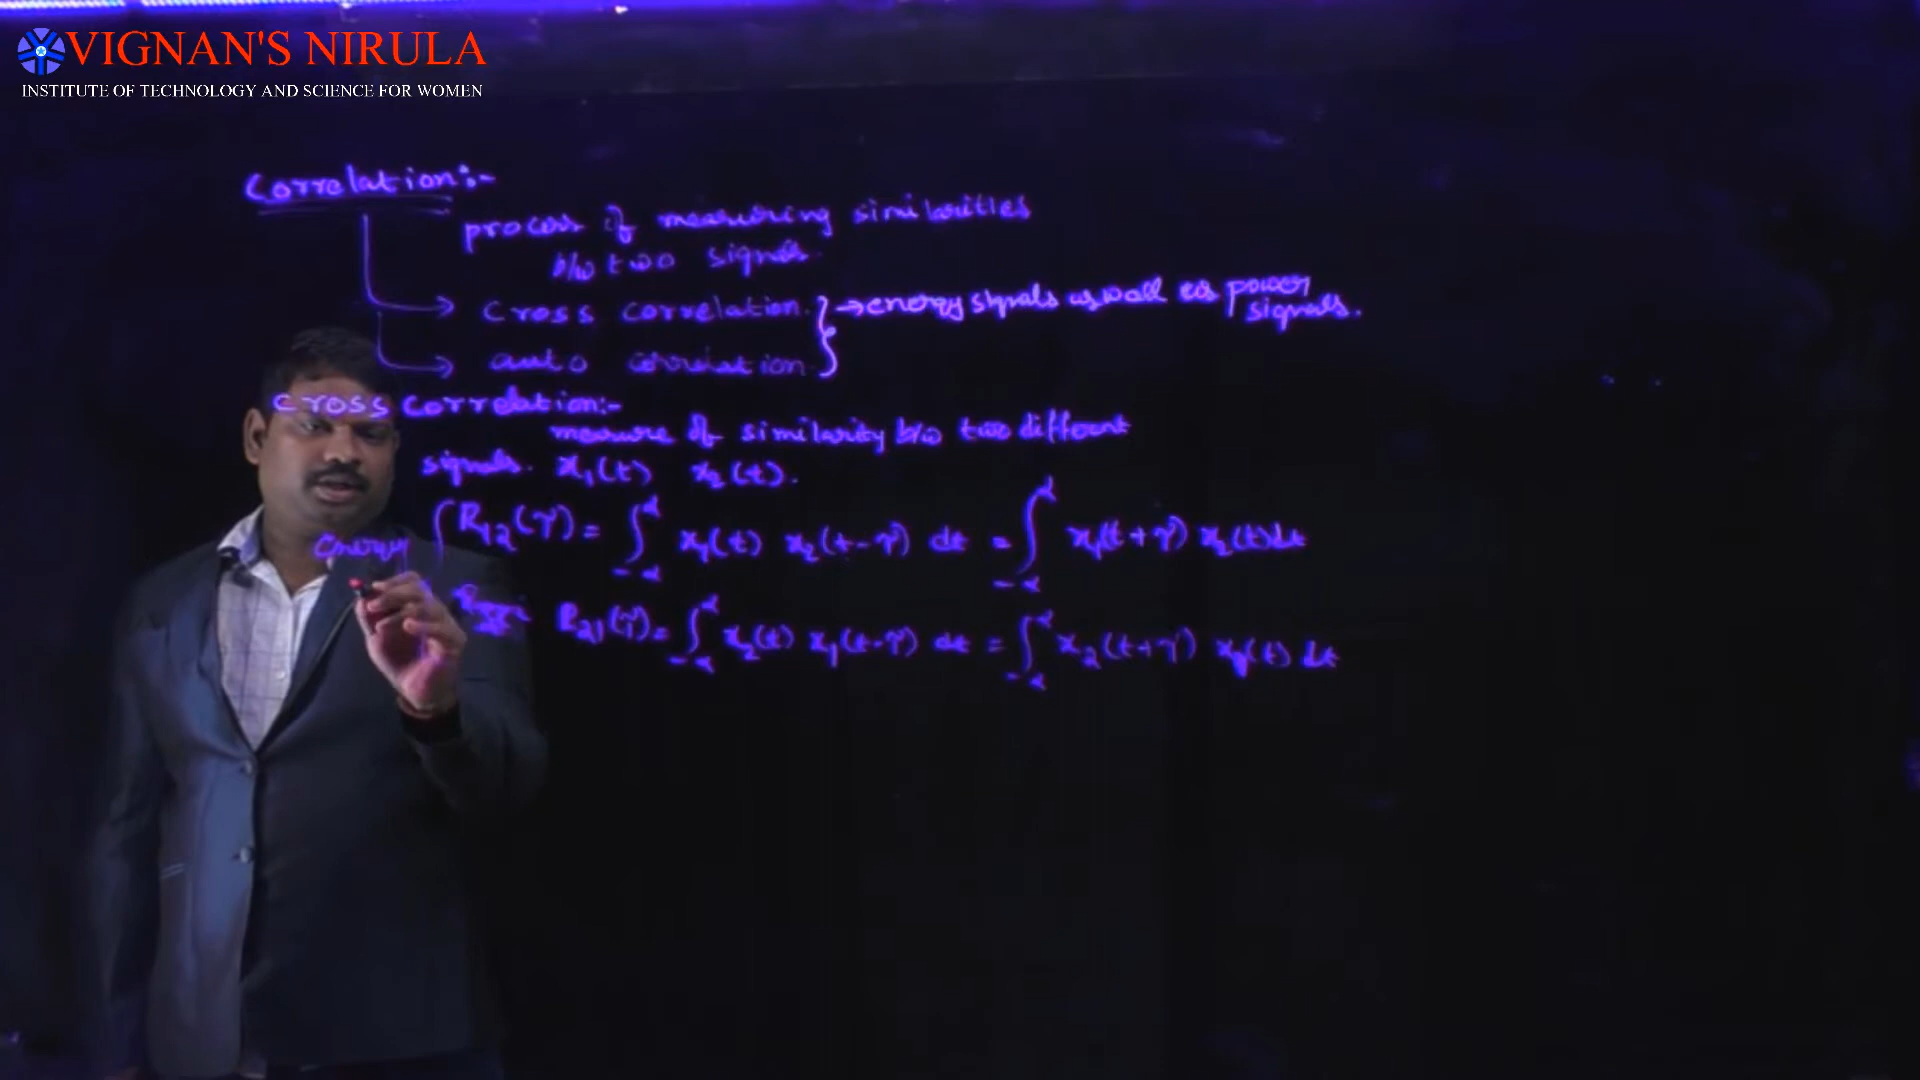 VIGNAN'S NIRULA
INSTITUTE OF TECHNOLOGY AND SCIENCE FOR WOMEN
Correlation:-
process of measuring similarities
b/w two signals.
cross correlation. → energy signals as well as power
signals.
auto correlation
cross correlation:-
measure of similarity b/w two different
signals. x₁(t) x₂(t).
energy R₁₂(τ) = ∫ x₁(t) x₂(t-τ) dt = ∫ x₁(t+τ) x₂(t)dt
R₂₁(τ) = ∫ x₂(t) x₁(t-τ) dt = ∫ x₂(t+τ) x₁(t) dt